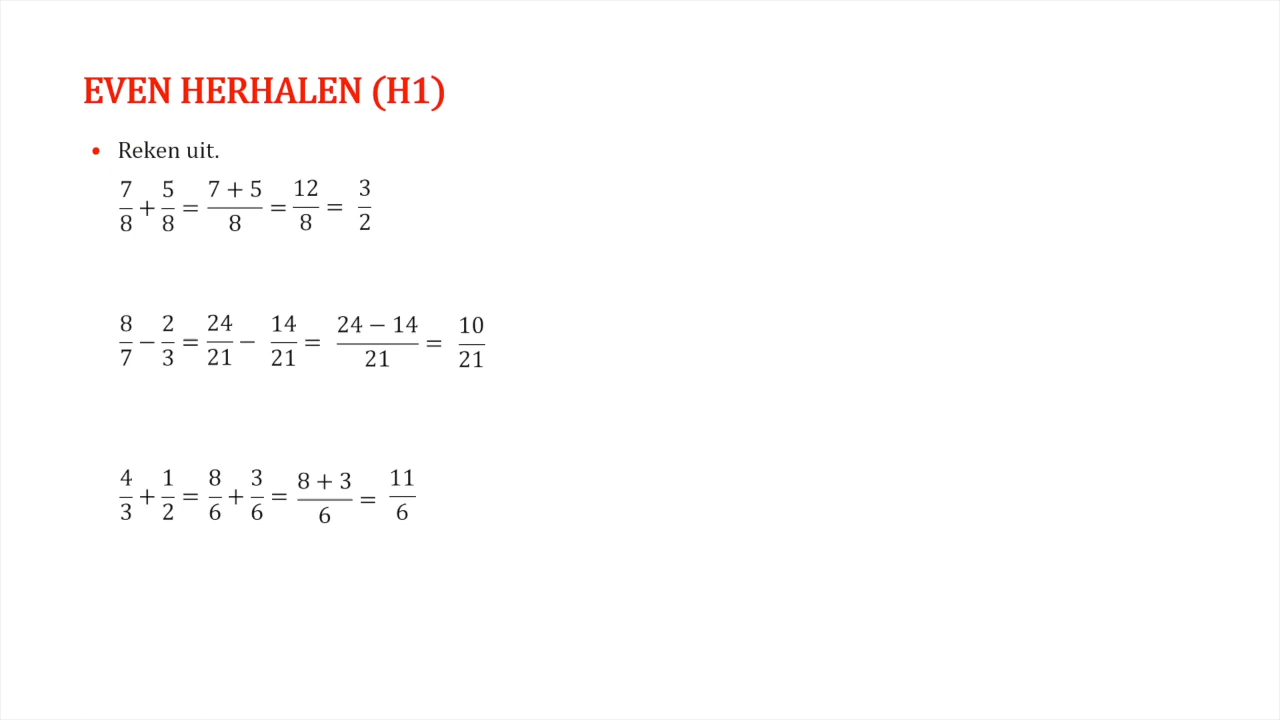 EVEN HERHALEN (H1)
• Reken uit.
7/8 + 5/8 = (7 + 5)/8 = 12/8 = 3/2
8/7 − 2/3 = 24/21 − 14/21 = (24 − 14)/21 = 10/21
4/3 + 1/2 = 8/6 + 3/6 = (8 + 3)/6 = 11/6